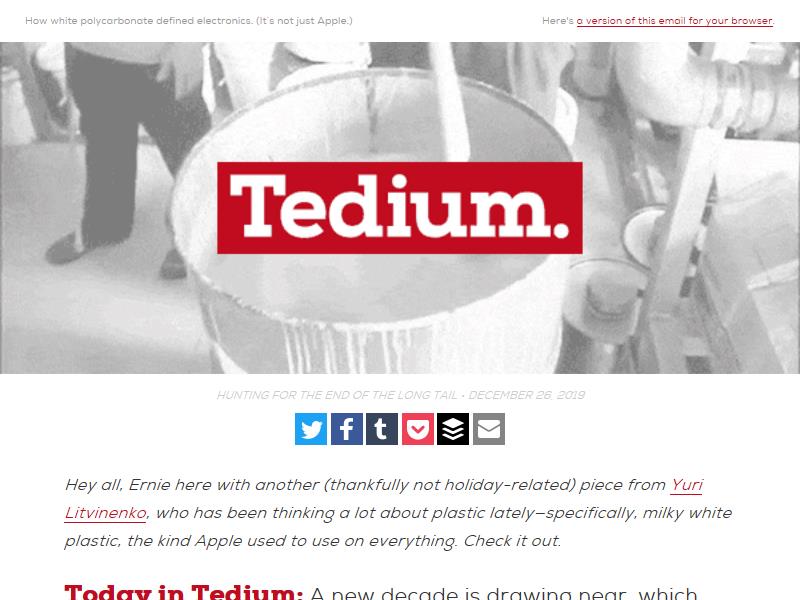 How white polycarbonate defined electronics. (It's not just Apple.)
Here's a version of this email for your browser.
Tedium.
HUNTING FOR THE END OF THE LONG TAIL • DECEMBER 26, 2019
Hey all, Ernie here with another (thankfully not holiday-related) piece from Yuri
Litvinenko, who has been thinking a lot about plastic lately—specifically, milky white
plastic, the kind Apple used to use on everything. Check it out.
Today in Tedium: A new decade is drawing near, which